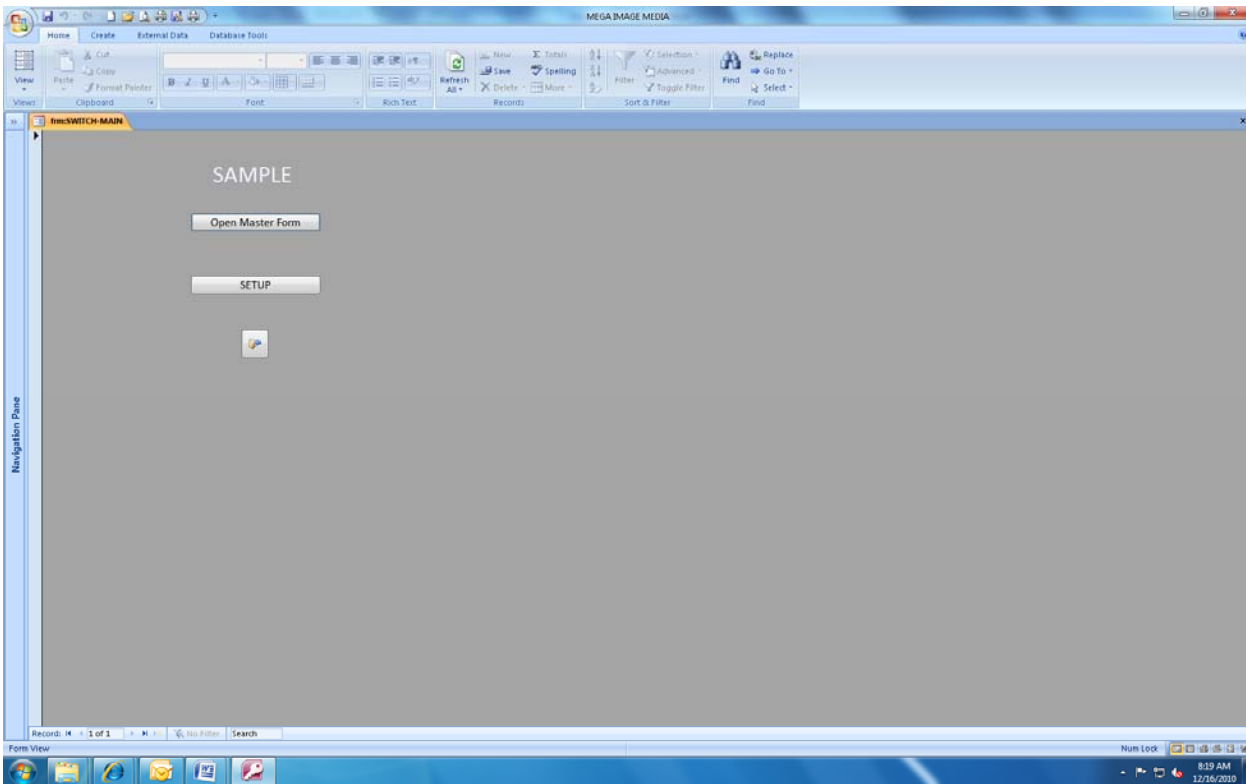 MEGA IMAGE MEDIA
Home Create External Data Database Tools
View
Views
Paste
Cut
Copy
Format Painter
Clipboard
B I U A
Font
Rich Text
Refresh All
New
Save
Delete
Σ Totals
Spelling
More
Records
Filter
Selection
Advanced
Toggle Filter
Sort & Filter
Find
Replace
Go To
Select
Find
frm:SWITCH-MAIN
SAMPLE
Open Master Form
SETUP
Navigation Pane
Record: 1 of 1 No Filter Search
Form View
Num Lock
8:19 AM
12/16/2010